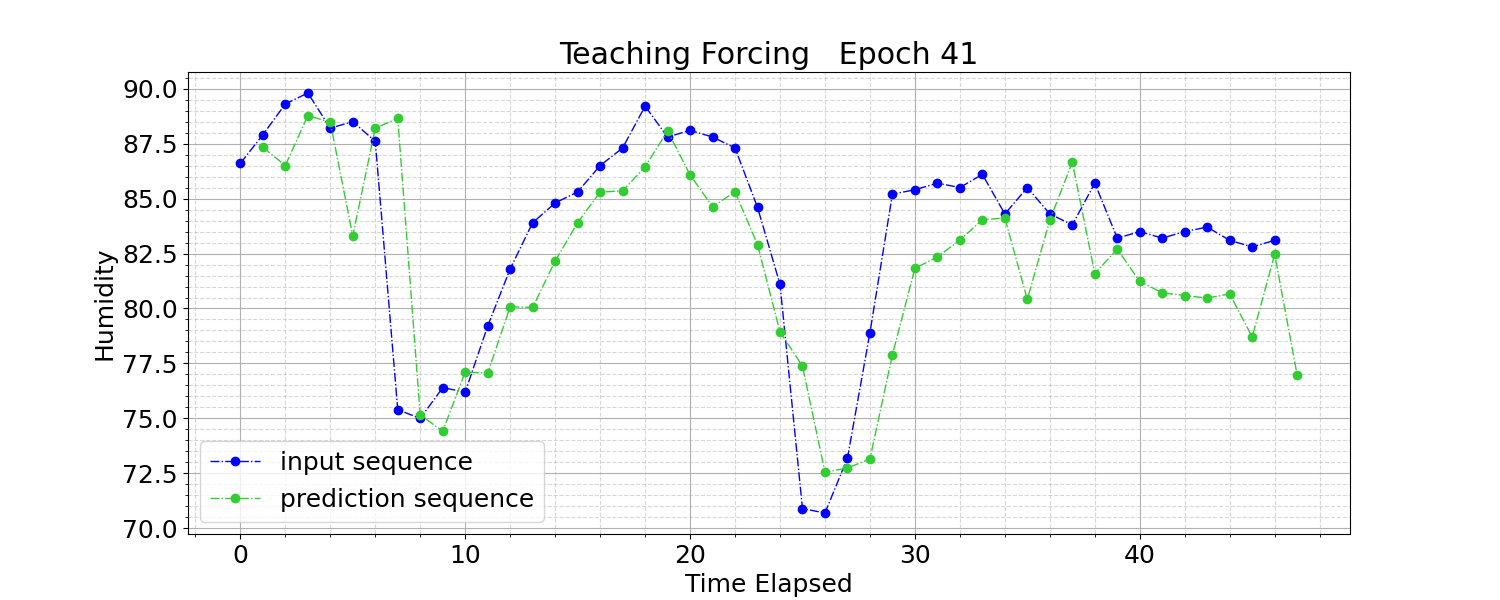 Teaching Forcing   Epoch 41
90.0
87.5
85.0
82.5
80.0
77.5
75.0
72.5
70.0
Humidity
input sequence
prediction sequence
0 10 20 30 40
Time Elapsed